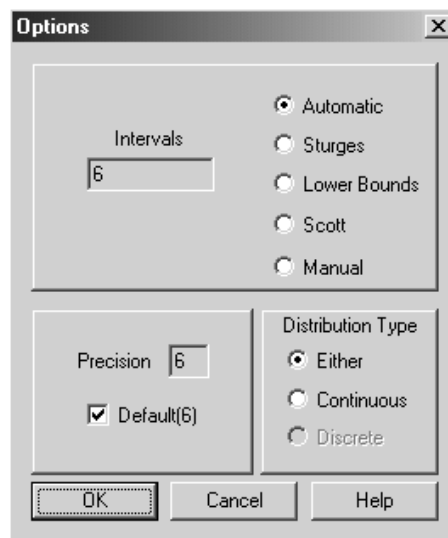 Options
Intervals
6
Automatic
Sturges
Lower Bounds
Scott
Manual
Precision 6
Default(6)
Distribution Type
Either
Continuous
Discrete
OK Cancel Help